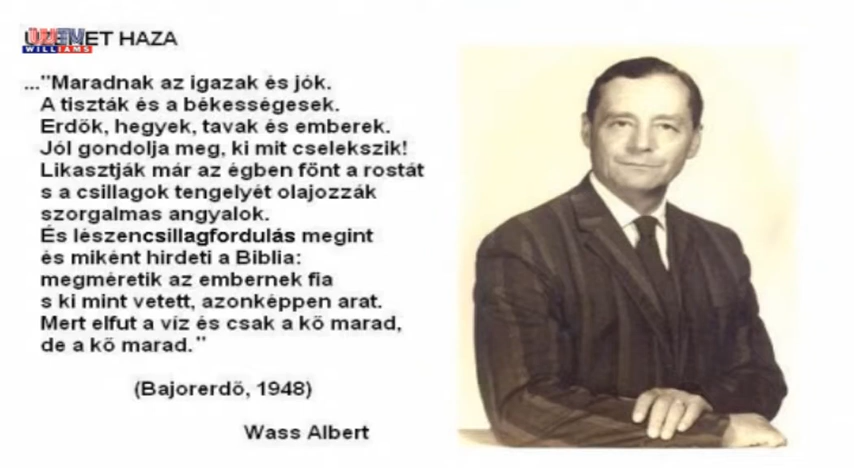 ÜZENET HAZA
WILLIAMS
..."Maradnak az igazak és jók.
A tiszták és a békességesek.
Erdők, hegyek, tavak és emberek.
Jól gondolja meg, ki mit cselekszik!
Likasztják már az égben fönt a rostát
s a csillagok tengelyét olajozzák
szorgalmas angyalok.
És lészencsillagfordulás megint
és miként hirdeti a Biblia:
megméretik az embernek fia
s ki mint vetett, azonképpen arat.
Mert elfut a víz és csak a kő marad,
de a kő marad."
(Bajorerdő, 1948)
Wass Albert